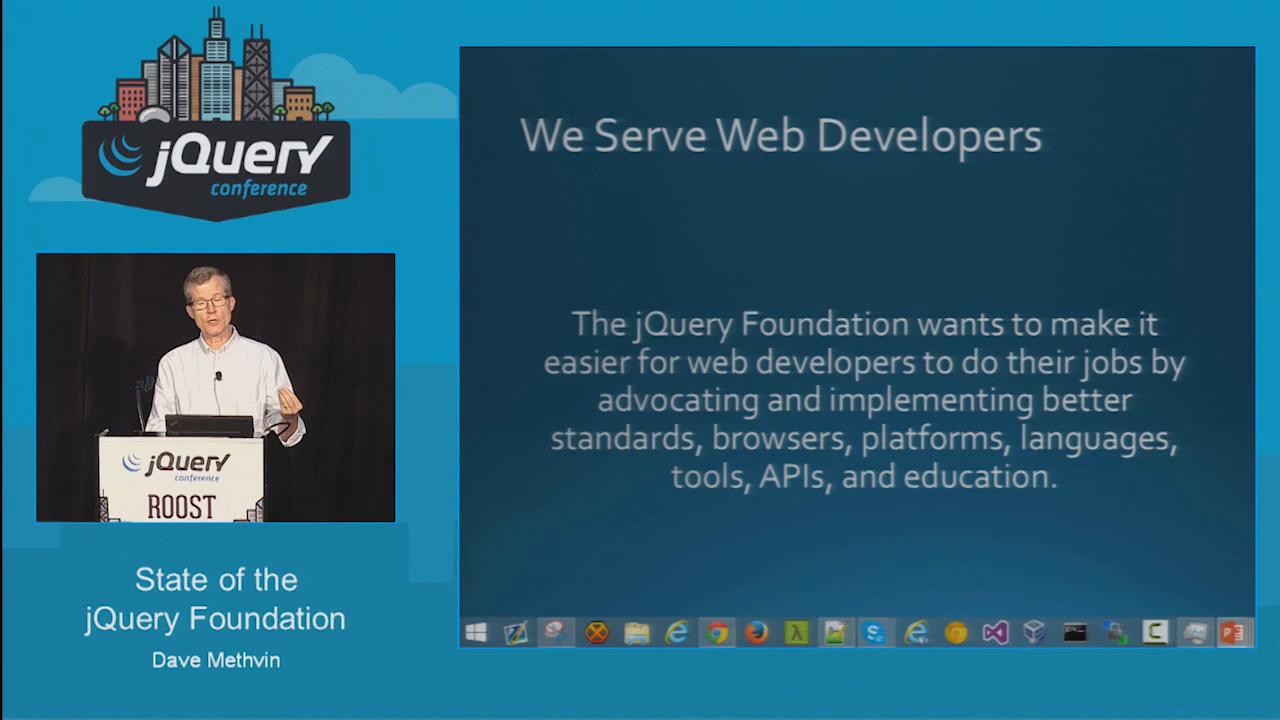 jQuery
conference
We Serve Web Developers
The jQuery Foundation wants to make it
easier for web developers to do their jobs by
advocating and implementing better
standards, browsers, platforms, languages,
tools, APIs, and education.
jQuery
conference
ROOST
State of the
jQuery Foundation
Dave Methvin